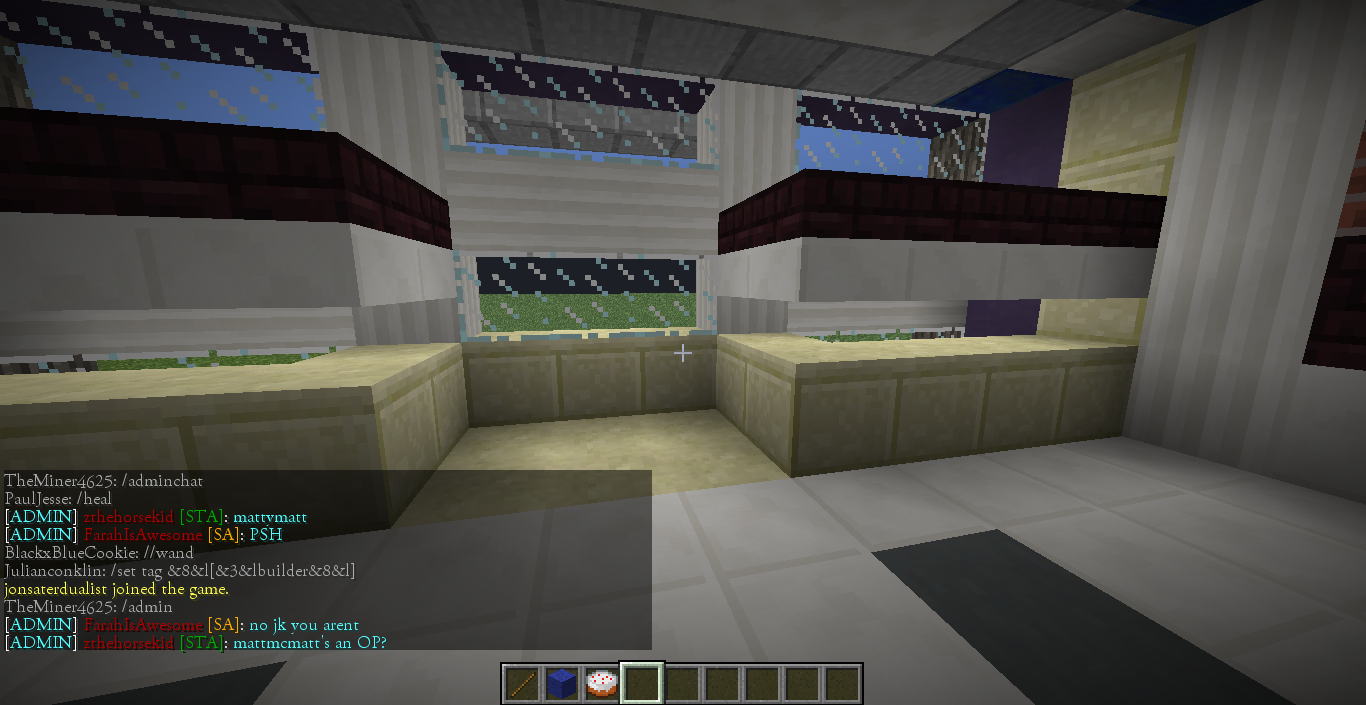 TheMiner4625: /adminchat
PaulJesse: /heal
[ADMIN] zrthehorsekid [STA]: mattymatt
[ADMIN] FarahIsAwesome [SA]: PSH
BlackxBlueCookie: //wand
Julianconklin: /set tag &8&l[&3&lbuilder&8&l]
jonsaterdualist joined the game.
TheMiner4625: /admin
[ADMIN] FarahIsAwesome [SA]: no jk you arent
[ADMIN] zrthehorsekid [STA]: mattmcmatt's an OP?